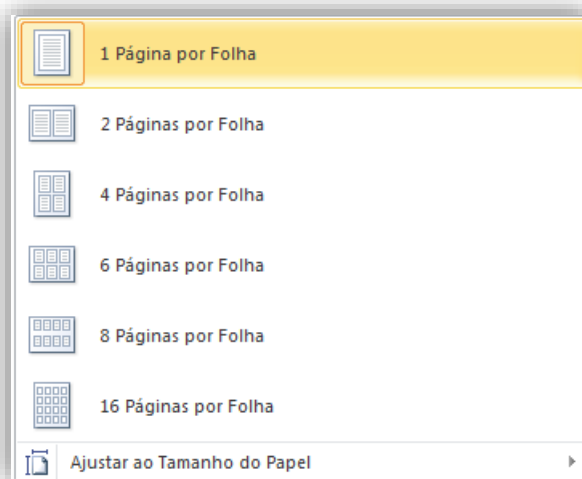 1 Página por Folha
2 Páginas por Folha
4 Páginas por Folha
6 Páginas por Folha
8 Páginas por Folha
16 Páginas por Folha
Ajustar ao Tamanho do Papel